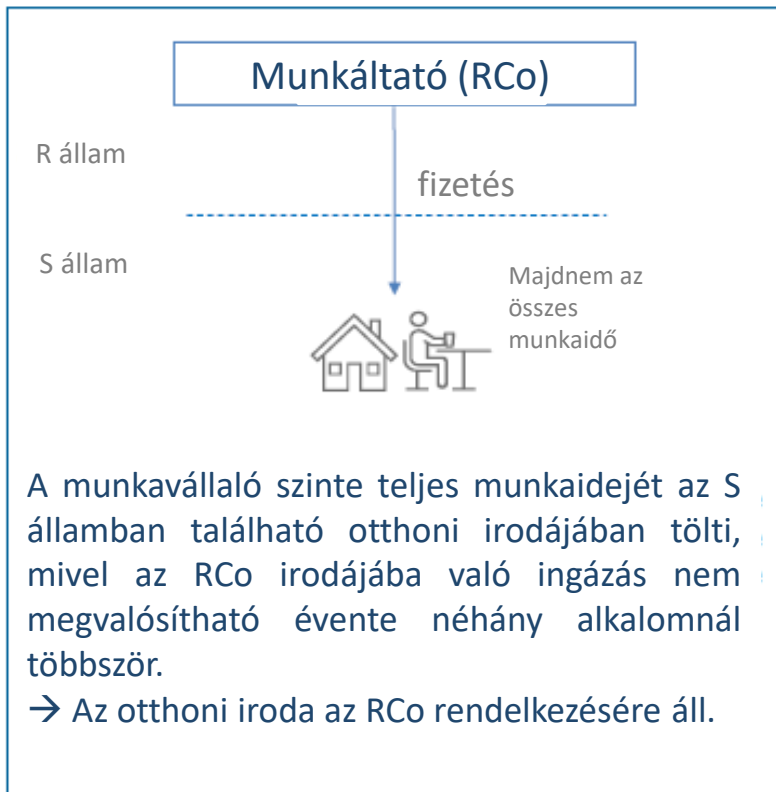 Munkáltató (RCo)
R állam
fizetés
S állam
Majdnem az
összes
munkaidő
A munkavállaló szinte teljes munkaidejét az S
államban található otthoni irodájában tölti,
mivel az RCo irodájába való ingázás nem
megvalósítható évente néhány alkalomnál
többször.
→ Az otthoni iroda az RCo rendelkezésére áll.